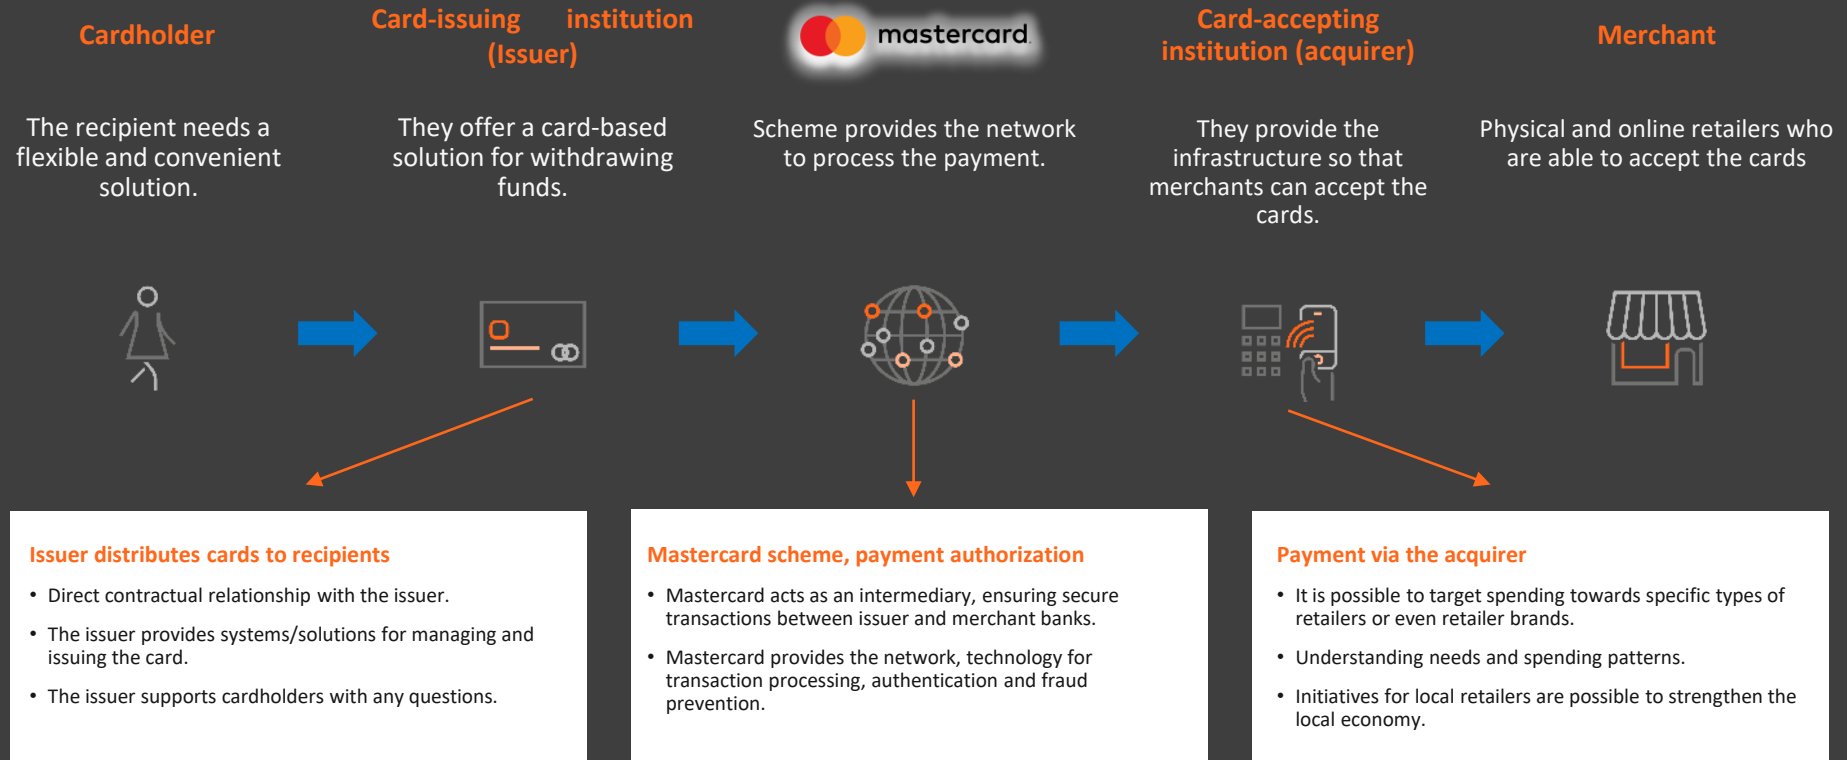 Cardholder
Card-issuing institution
(Issuer)
mastercard.
Card-accepting
institution (acquirer)
Merchant
The recipient needs a
flexible and convenient
solution.
They offer a card-based
solution for withdrawing
funds.
Scheme provides the network
to process the payment.
They provide the
infrastructure so that
merchants can accept the
cards.
Physical and online retailers who
are able to accept the cards
Issuer distributes cards to recipients
• Direct contractual relationship with the issuer.
• The issuer provides systems/solutions for managing and
issuing the card.
• The issuer supports cardholders with any questions.
Mastercard scheme, payment authorization
• Mastercard acts as an intermediary, ensuring secure
transactions between issuer and merchant banks.
• Mastercard provides the network, technology for
transaction processing, authentication and fraud
prevention.
Payment via the acquirer
• It is possible to target spending towards specific types of
retailers or even retailer brands.
• Understanding needs and spending patterns.
• Initiatives for local retailers are possible to strengthen the
local economy.